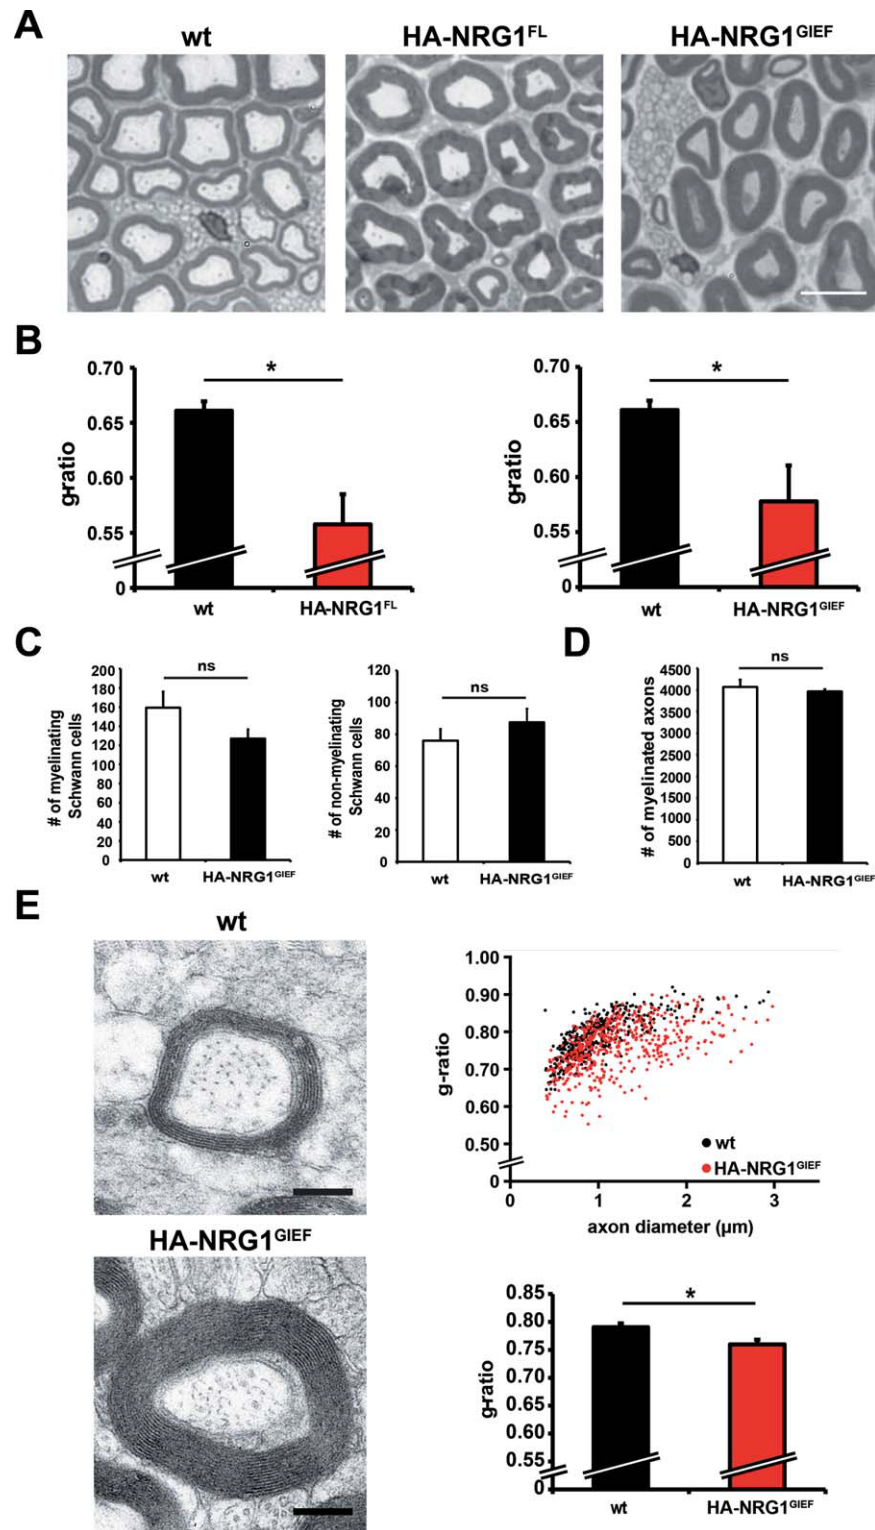 A
wt
HA-NRG1FL
HA-NRG1GIEF
B
0.70
0.65
0.60
0.55
0
g-ratio
*
wt
HA-NRG1FL
0.70
0.65
0.60
0.55
0
g-ratio
*
wt
HA-NRG1GIEF
C
200
180
160
140
120
100
80
60
40
20
0
# of myelinating
Schwann cells
ns
wt
HA-NRG1GIEF
120
100
80
60
40
20
0
# of non-myelinating
Schwann cells
ns
wt
HA-NRG1GIEF
D
4500
4000
3500
3000
2500
2000
1500
1000
500
0
# of myelinated axons
ns
wt
HA-NRG1GIEF
E
wt
HA-NRG1GIEF
1.00
0.90
0.80
0.70
0.60
0.50
0
g-ratio
wt
HA-NRG1GIEF
0
1
2
3
axon diameter (μm)
0.85
0.80
0.75
0.70
0.65
0.60
0.55
0
g-ratio
*
wt
HA-NRG1GIEF